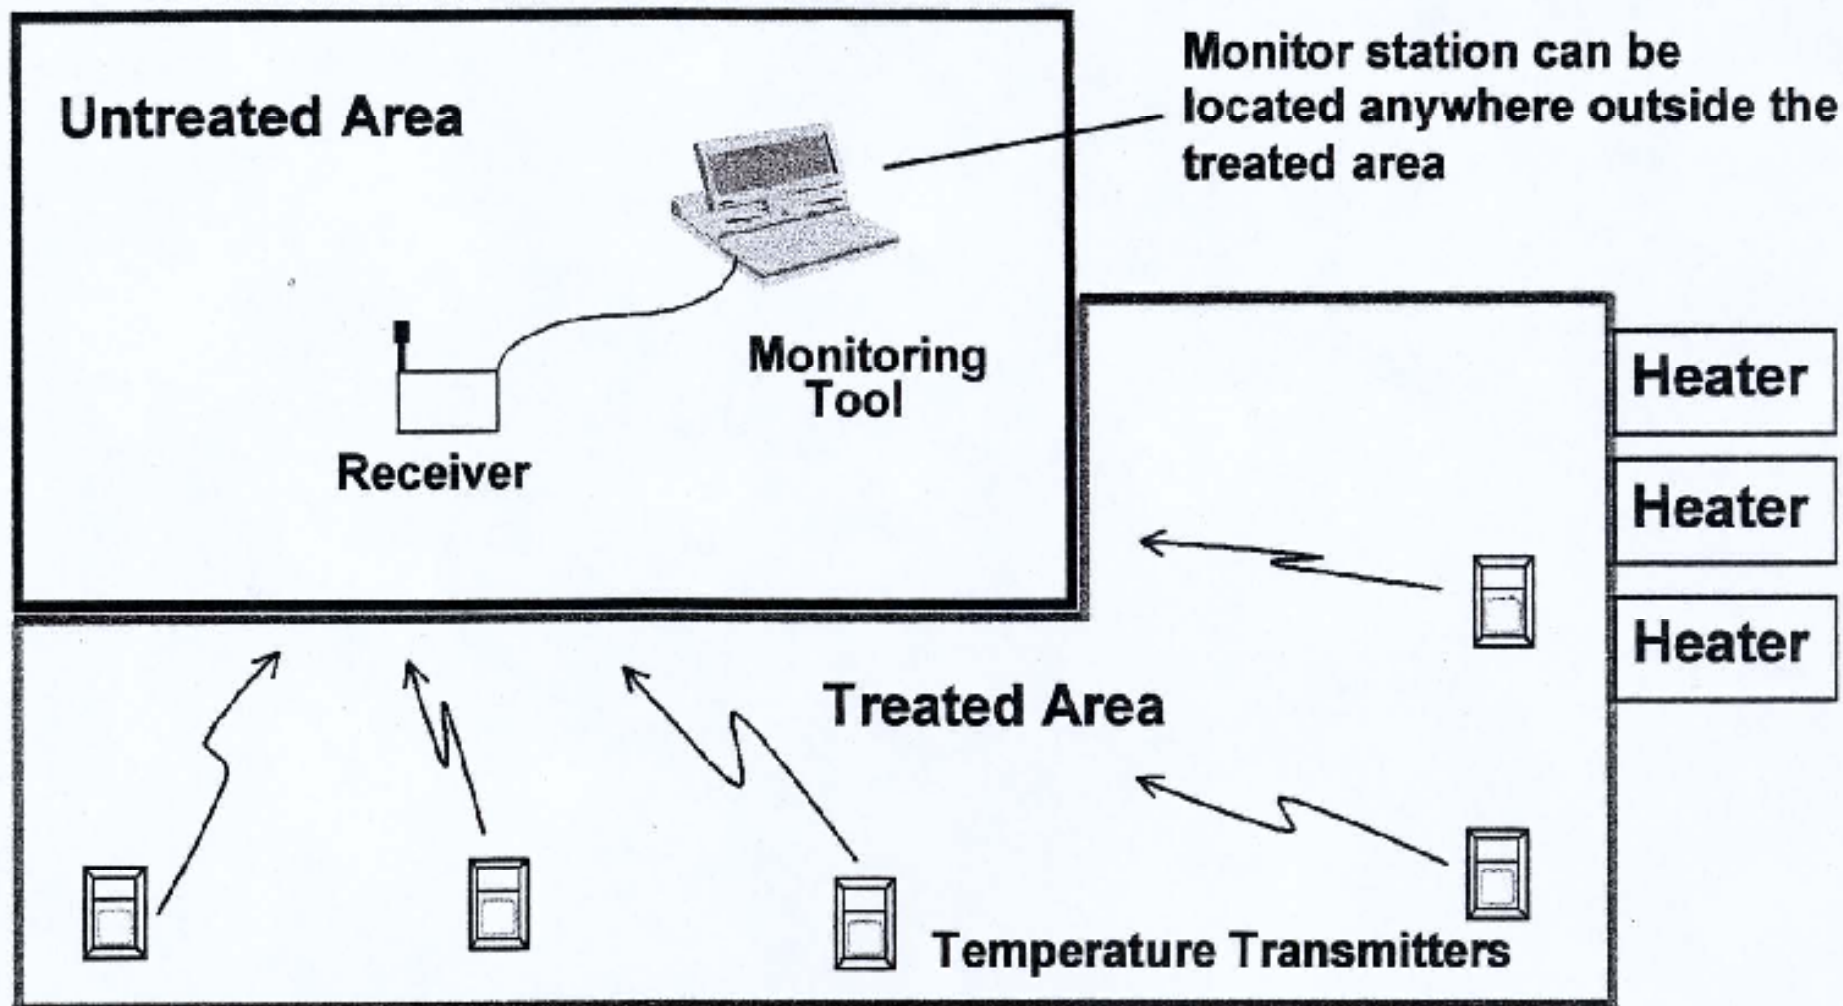 Untreated Area
Monitor station can be
located anywhere outside the
treated area
Monitoring
Tool
Receiver
Heater
Heater
Heater
Treated Area
Temperature Transmitters